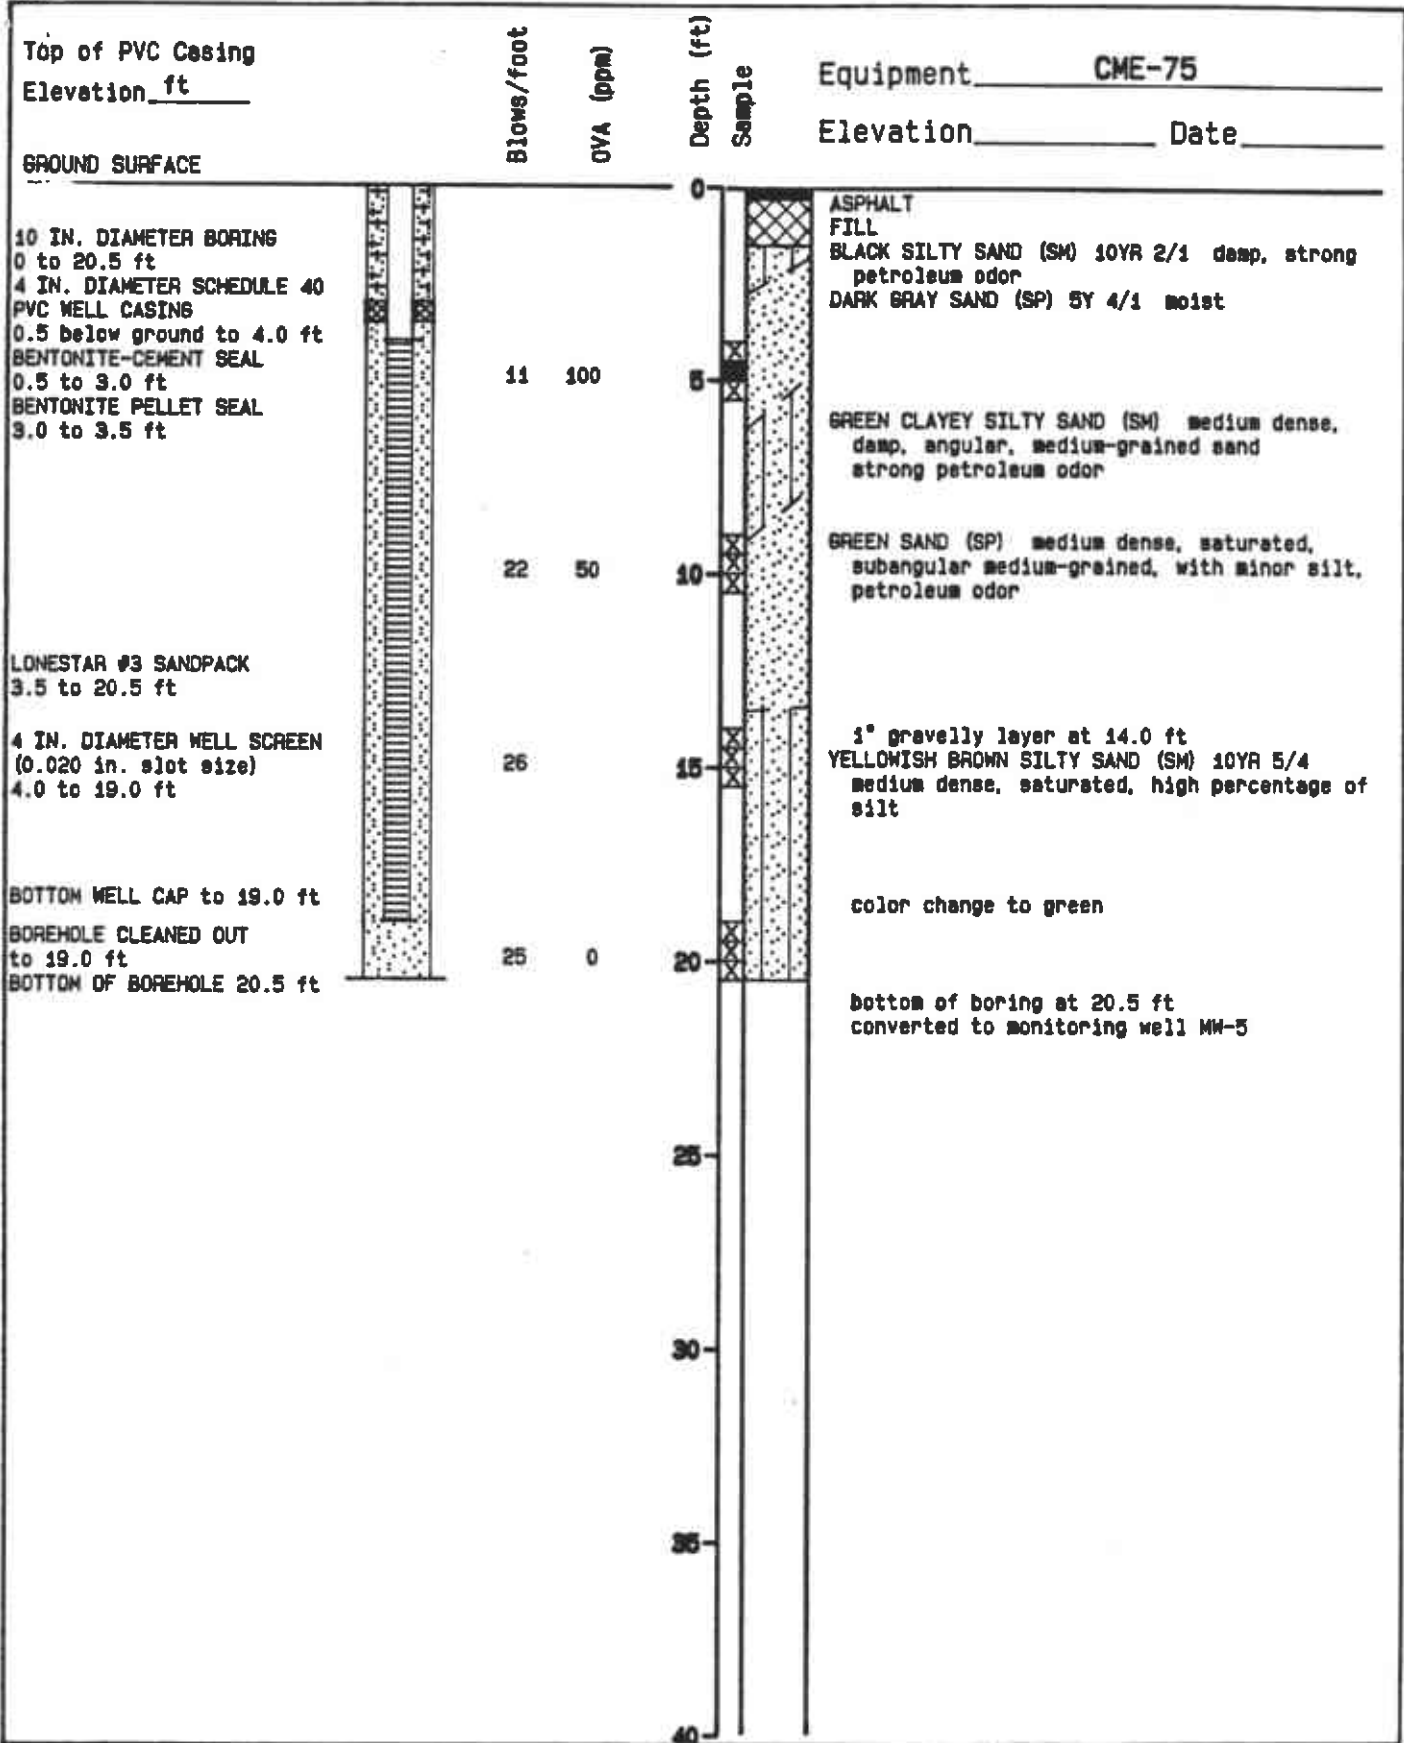 Top of PVC Casing
Elevation ft
GROUND SURFACE
Blows/foot
OVA (ppm)
Depth (ft)
Sample
Equipment CME-75
Elevation Date
10 IN. DIAMETER BORING
0 to 20.5 ft
4 IN. DIAMETER SCHEDULE 40
PVC WELL CASING
0.5 below ground to 4.0 ft
BENTONITE-CEMENT SEAL
0.5 to 3.0 ft
BENTONITE PELLET SEAL
3.0 to 3.5 ft
LONESTAR #3 SANDPACK
3.5 to 20.5 ft
4 IN. DIAMETER WELL SCREEN
(0.020 in. slot size)
4.0 to 19.0 ft
BOTTOM WELL CAP to 19.0 ft
BOREHOLE CLEANED OUT
to 19.0 ft
BOTTOM OF BOREHOLE 20.5 ft
11 100
22 50
26
25 0
0
5
10
15
20
25
30
35
40
ASPHALT
FILL
BLACK SILTY SAND (SM) 10YR 2/1 damp, strong
petroleum odor
DARK GRAY SAND (SP) 5Y 4/1 moist
GREEN CLAYEY SILTY SAND (SM) medium dense,
damp, angular, medium-grained sand
strong petroleum odor
GREEN SAND (SP) medium dense, saturated,
subangular medium-grained, with minor silt,
petroleum odor
1" gravelly layer at 14.0 ft
YELLOWISH BROWN SILTY SAND (SM) 10YR 5/4
medium dense, saturated, high percentage of
silt
color change to green
bottom of boring at 20.5 ft
converted to monitoring well MW-5